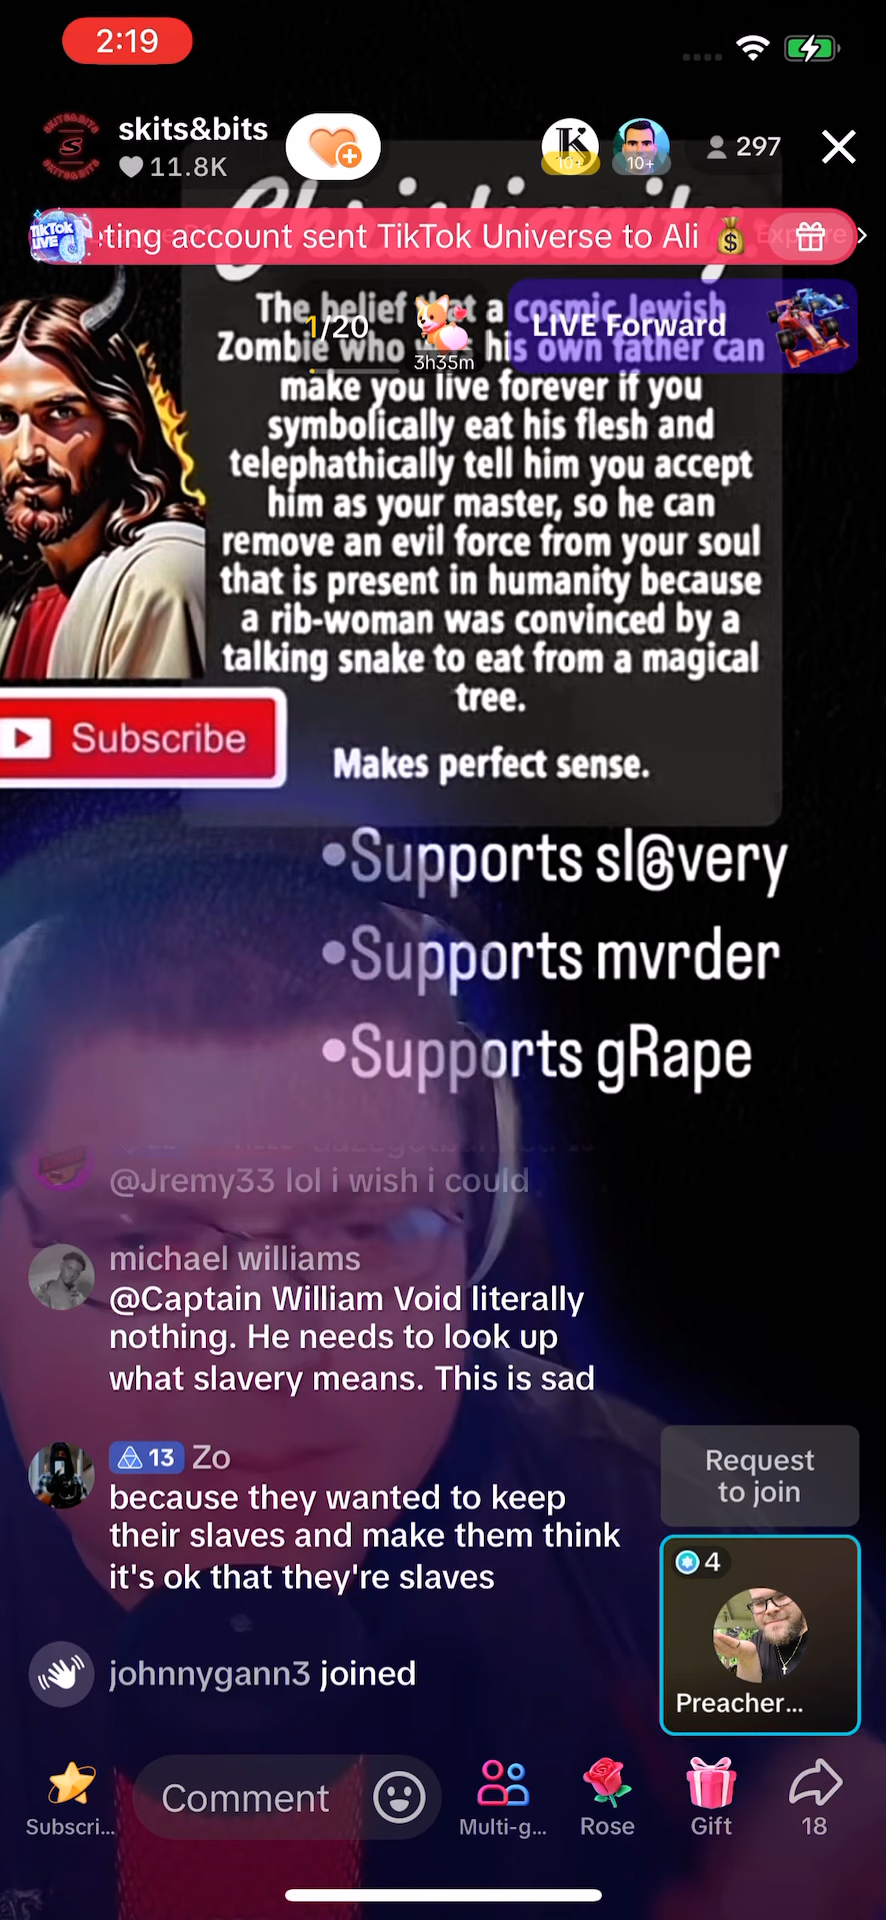 2:19
skits&bits
11.8K
10+
10+
297
Christianity
TikTok LIVE
:ting account sent TikTok Universe to Ali
The belief that a cosmic Jewish
1/20
LIVE Forward
Zombie who his own father can
3h35m
make you live forever if you
symbolically eat his flesh and
telephathically tell him you accept
him as your master, so he can
remove an evil force from your soul
that is present in humanity because
a rib-woman was convinced by a
talking snake to eat from a magical
tree.
Subscribe
Makes perfect sense.
•Supports sl@very
•Supports mvrder
•Supports gRape
@Jremy33 lol i wish i could
michael williams
@Captain William Void literally
nothing. He needs to look up
what slavery means. This is sad
13 Zo
because they wanted to keep
their slaves and make them think
it's ok that they're slaves
Request
to join
4
Preacher...
johnnygann3 joined
Subscri...
Comment
Multi-g...
Rose
Gift
18